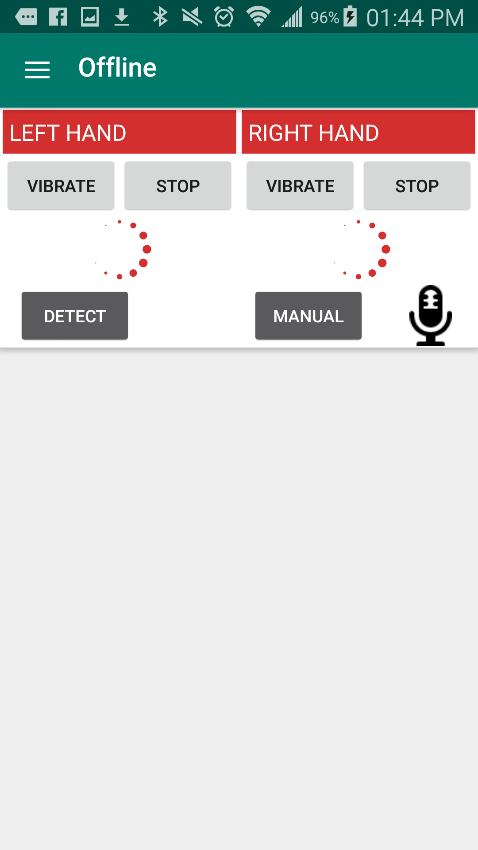 96% 01:44 PM
Offline
LEFT HAND RIGHT HAND
VIBRATE STOP VIBRATE STOP
DETECT MANUAL